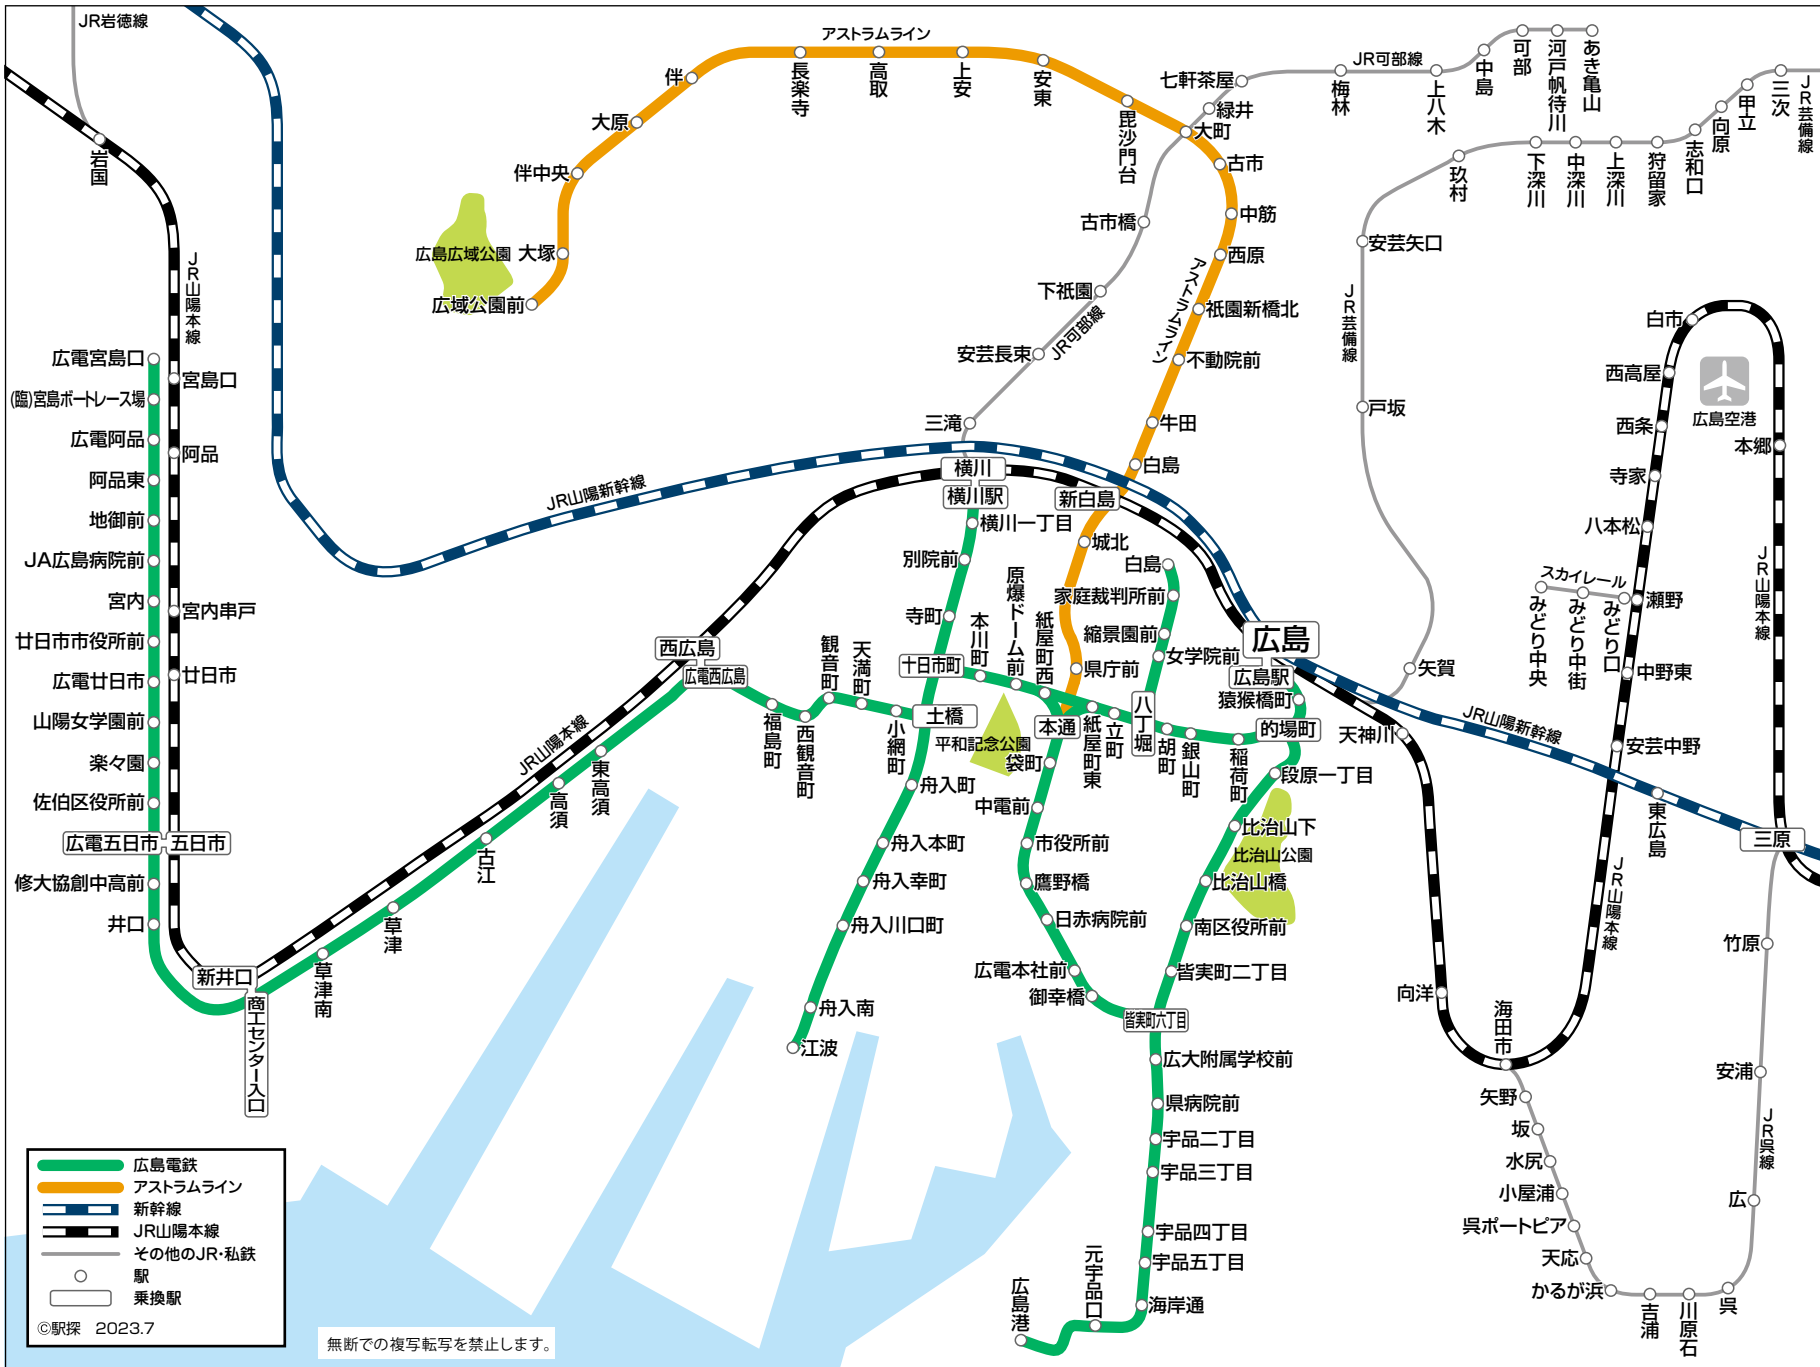 JR岩徳線
アストラムライン
JR可部線
伴
長楽寺
高取
上安
安東
毘沙門台
七軒茶屋
緑井
大町
梅林
上八木
中島
可部
河戸帆待川
あき亀山
三次
甲立
向原
志和口
JR芸備線
狩留家
上深川
中深川
下深川
玖村
大原
伴中央
岩国
古市
中筋
古市橋
西原
安芸矢口
広島広域公園
大塚
広域公園前
下祇園
祇園新橋北
アストラムライン
JR可部線
安芸長束
不動院前
JR芸備線
JR山陽本線
白市
西高屋
広島空港
西条
本郷
寺家
八本松
広電宮島口
宮島口
(臨)宮島ボートレース場
広電阿品
阿品
阿品東
地御前
JA広島病院前
宮内
宮内串戸
廿日市市役所前
広電廿日市
廿日市
山陽女学園前
楽々園
佐伯区役所前
広電五日市
五日市
修大協創中高前
井口
新井口
商工センター入口
草津南
草津
古江
高須
東高須
JR山陽本線
JR山陽新幹線
三滝
牛田
戸坂
白島
横川
横川駅
新白島
横川一丁目
城北
別院前
白島
家庭裁判所前
寺町
本川町
原爆ドーム前
紙屋町西
縮景園前
女学院前
県庁前
広島
広島駅
猿猴橋町
的場町
矢賀
スカイレール
みどり中央
みどり中街
みどり口
瀬野
JR山陽本線
中野東
西広島
広電西広島
観音町
天満町
十日市町
福島町
西観音町
小網町
土橋
平和記念公園
本通
袋町
紙屋町東
立町
八丁堀
胡町
銀山町
稲荷町
天神川
JR山陽新幹線
安芸中野
段原一丁目
東広島
三原
舟入町
中電前
比治山下
比治山公園
舟入本町
市役所前
比治山橋
舟入幸町
鷹野橋
舟入川口町
日赤病院前
南区役所前
JR山陽本線
竹原
広電本社前
皆実町二丁目
御幸橋
向洋
舟入南
皆実町六丁目
海田市
江波
広大附属学校前
安浦
県病院前
矢野
宇品二丁目
坂
JR呉線
宇品三丁目
水尻
小屋浦
広
宇品四丁目
呉ポートピア
宇品五丁目
天応
元宇品口
広島港
海岸通
かるが浜
吉浦
川原石
呉
広島電鉄
アストラムライン
新幹線
JR山陽本線
その他のJR・私鉄
駅
乗換駅
©駅探 2023.7
無断での複写転写を禁止します。